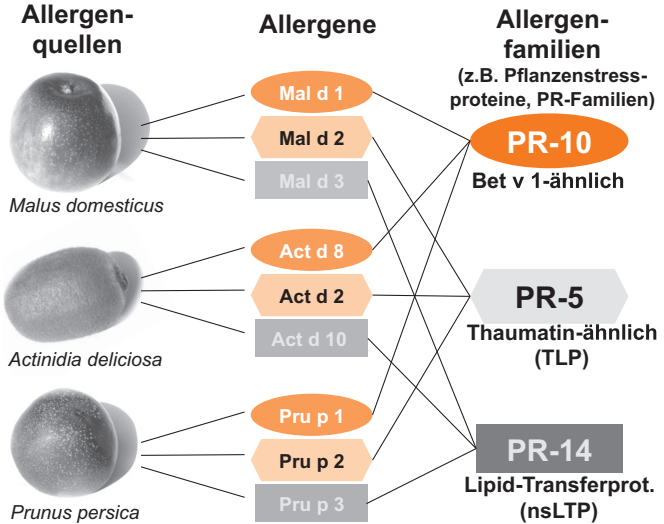 Allergen-
quellen
Allergene
Allergen-
familien
(z.B. Pflanzenstress-
proteine, PR-Familien)
Mal d 1
Mal d 2
Mal d 3
Malus domesticus
PR-10
Bet v 1-ähnlich
Act d 8
Act d 2
Act d 10
Actinidia deliciosa
PR-5
Thaumatin-ähnlich
(TLP)
Pru p 1
Pru p 2
Pru p 3
Prunus persica
PR-14
Lipid-Transferprot.
(nsLTP)